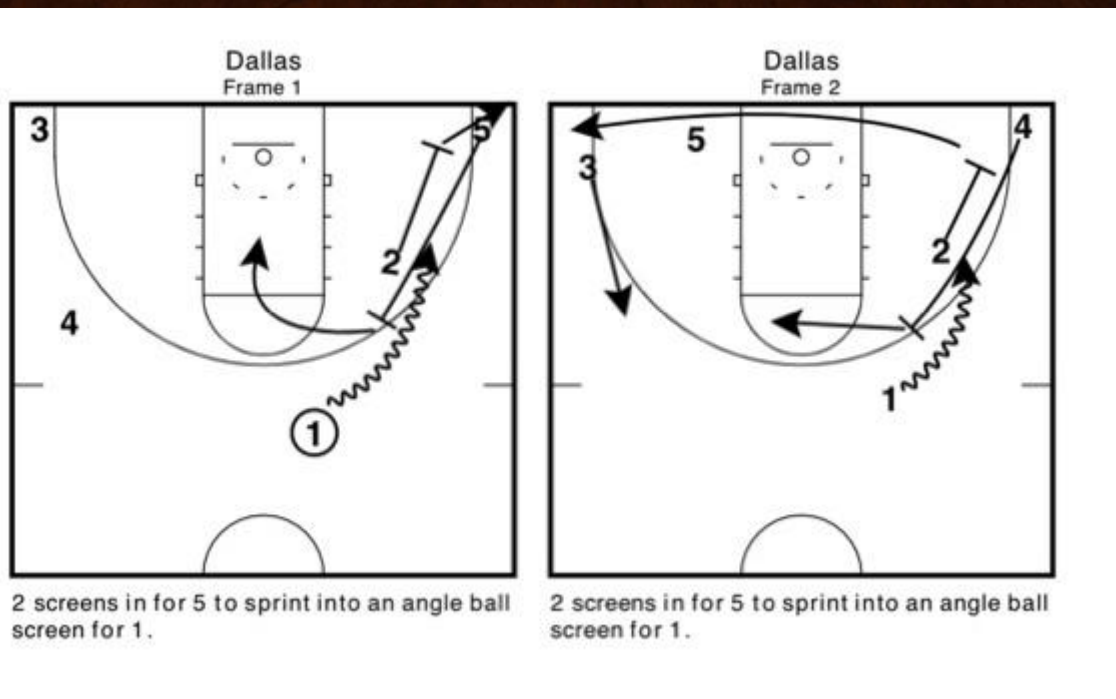 Dallas
Frame 1
3
5
2
4
1
2 screens in for 5 to sprint into an angle ball
screen for 1.
Dallas
Frame 2
4
5
3
2
1
2 screens in for 5 to sprint into an angle ball
screen for 1.